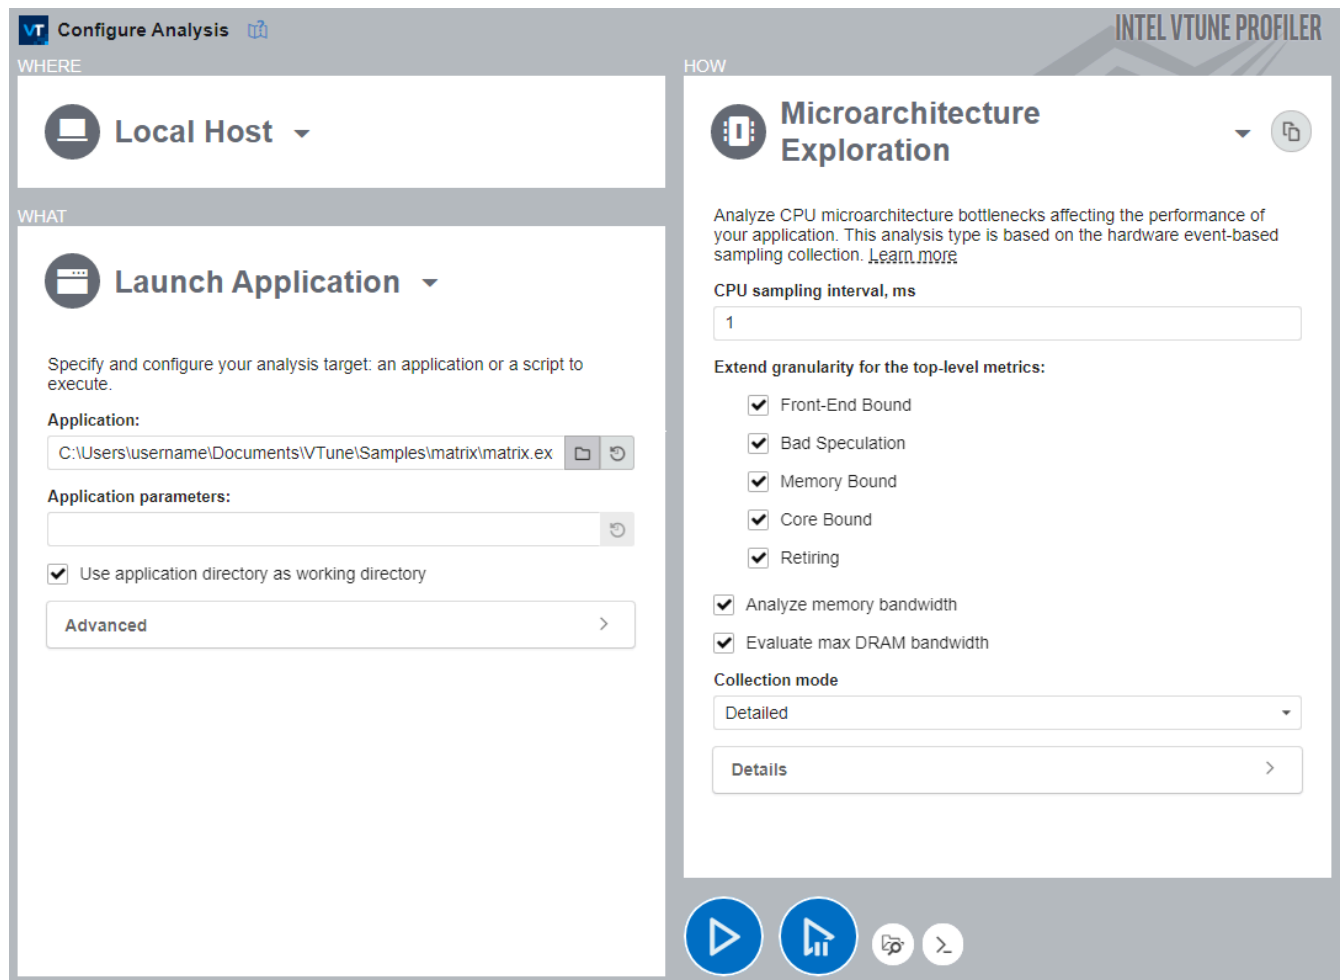 VT Configure Analysis
INTEL VTUNE PROFILER
WHERE
Local Host
WHAT
Launch Application
Specify and configure your analysis target: an application or a script to
execute.
Application:
C:\Users\username\Documents\VTune\Samples\matrix\matrix.ex
Application parameters:
Use application directory as working directory
Advanced
HOW
Microarchitecture
Exploration
Analyze CPU microarchitecture bottlenecks affecting the performance of
your application. This analysis type is based on the hardware event-based
sampling collection. Learn more
CPU sampling interval, ms
1
Extend granularity for the top-level metrics:
Front-End Bound
Bad Speculation
Memory Bound
Core Bound
Retiring
Analyze memory bandwidth
Evaluate max DRAM bandwidth
Collection mode
Detailed
Details